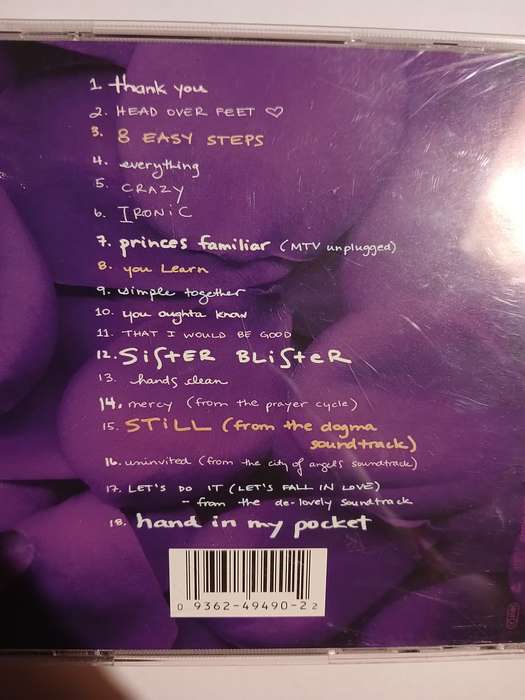 1. thank you
2. HEAD OVER FEET ♡
3. 8 EASY STEPS
4. everything
5. CRAZY
6. IRONIC
7. princes familiar (MTV unplugged)
8. you Learn
9. simple together
10. you oughta know
11. THAT I WOULD BE GOOD
12. SiSTER BLiSTeR
13. hands clean
14. mercy (from the prayer cycle)
15. STiLL (from the dogma
soundtrack)
16. uninvited (from the city of angels soundtrack)
17. LET'S DO IT (LET'S FALL IN LOVE)
- from the de-lovely soundtrack
18. hand in my pocket
0 9362-49490-2 2